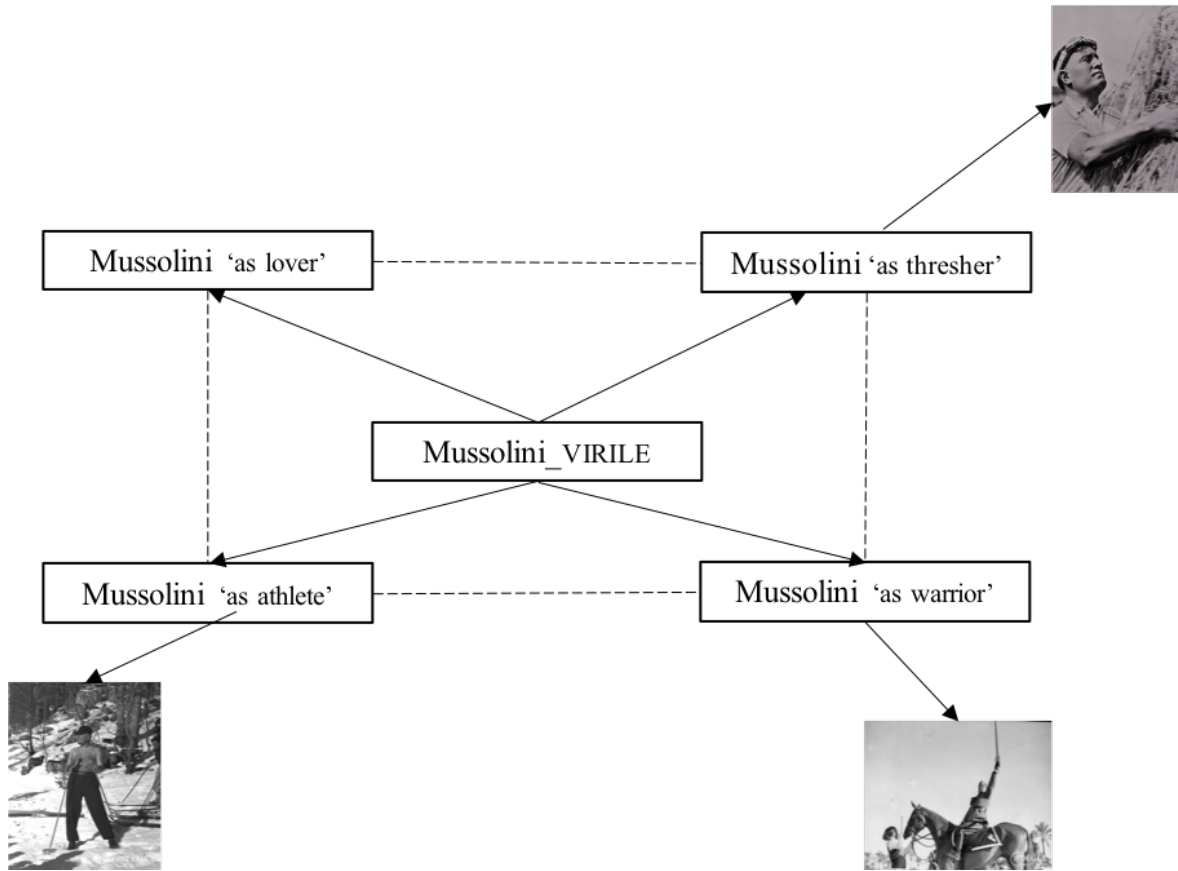 Mussolini ‘as lover’
Mussolini ‘as thresher’
Mussolini_VIRILE
Mussolini ‘as athlete’
Mussolini ‘as warrior’